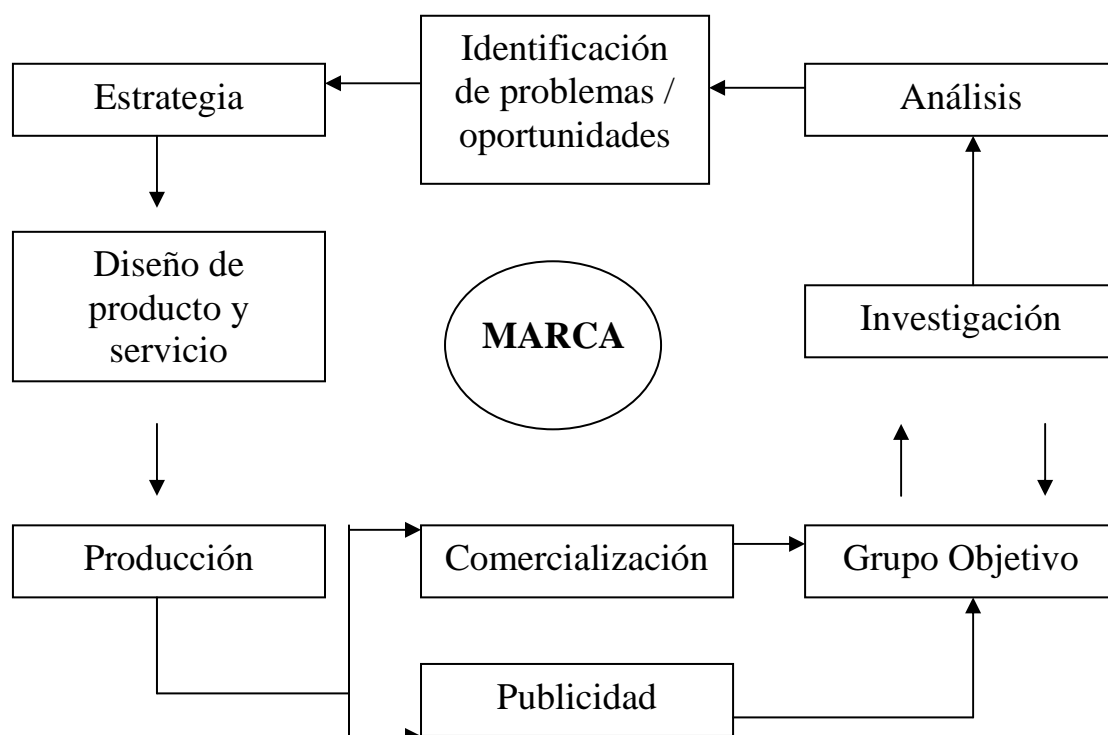 Estrategia
Identificación
de problemas /
oportunidades
Análisis
Diseño de
producto y
servicio
MARCA
Investigación
Producción
Comercialización
Grupo Objetivo
Publicidad